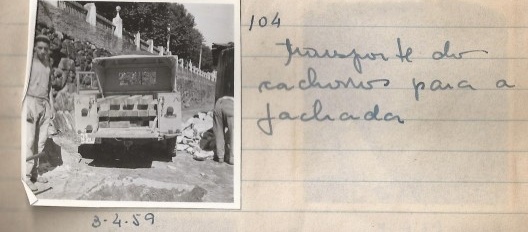 104
Transporte do
cachorros para a
fachada
3-4-59